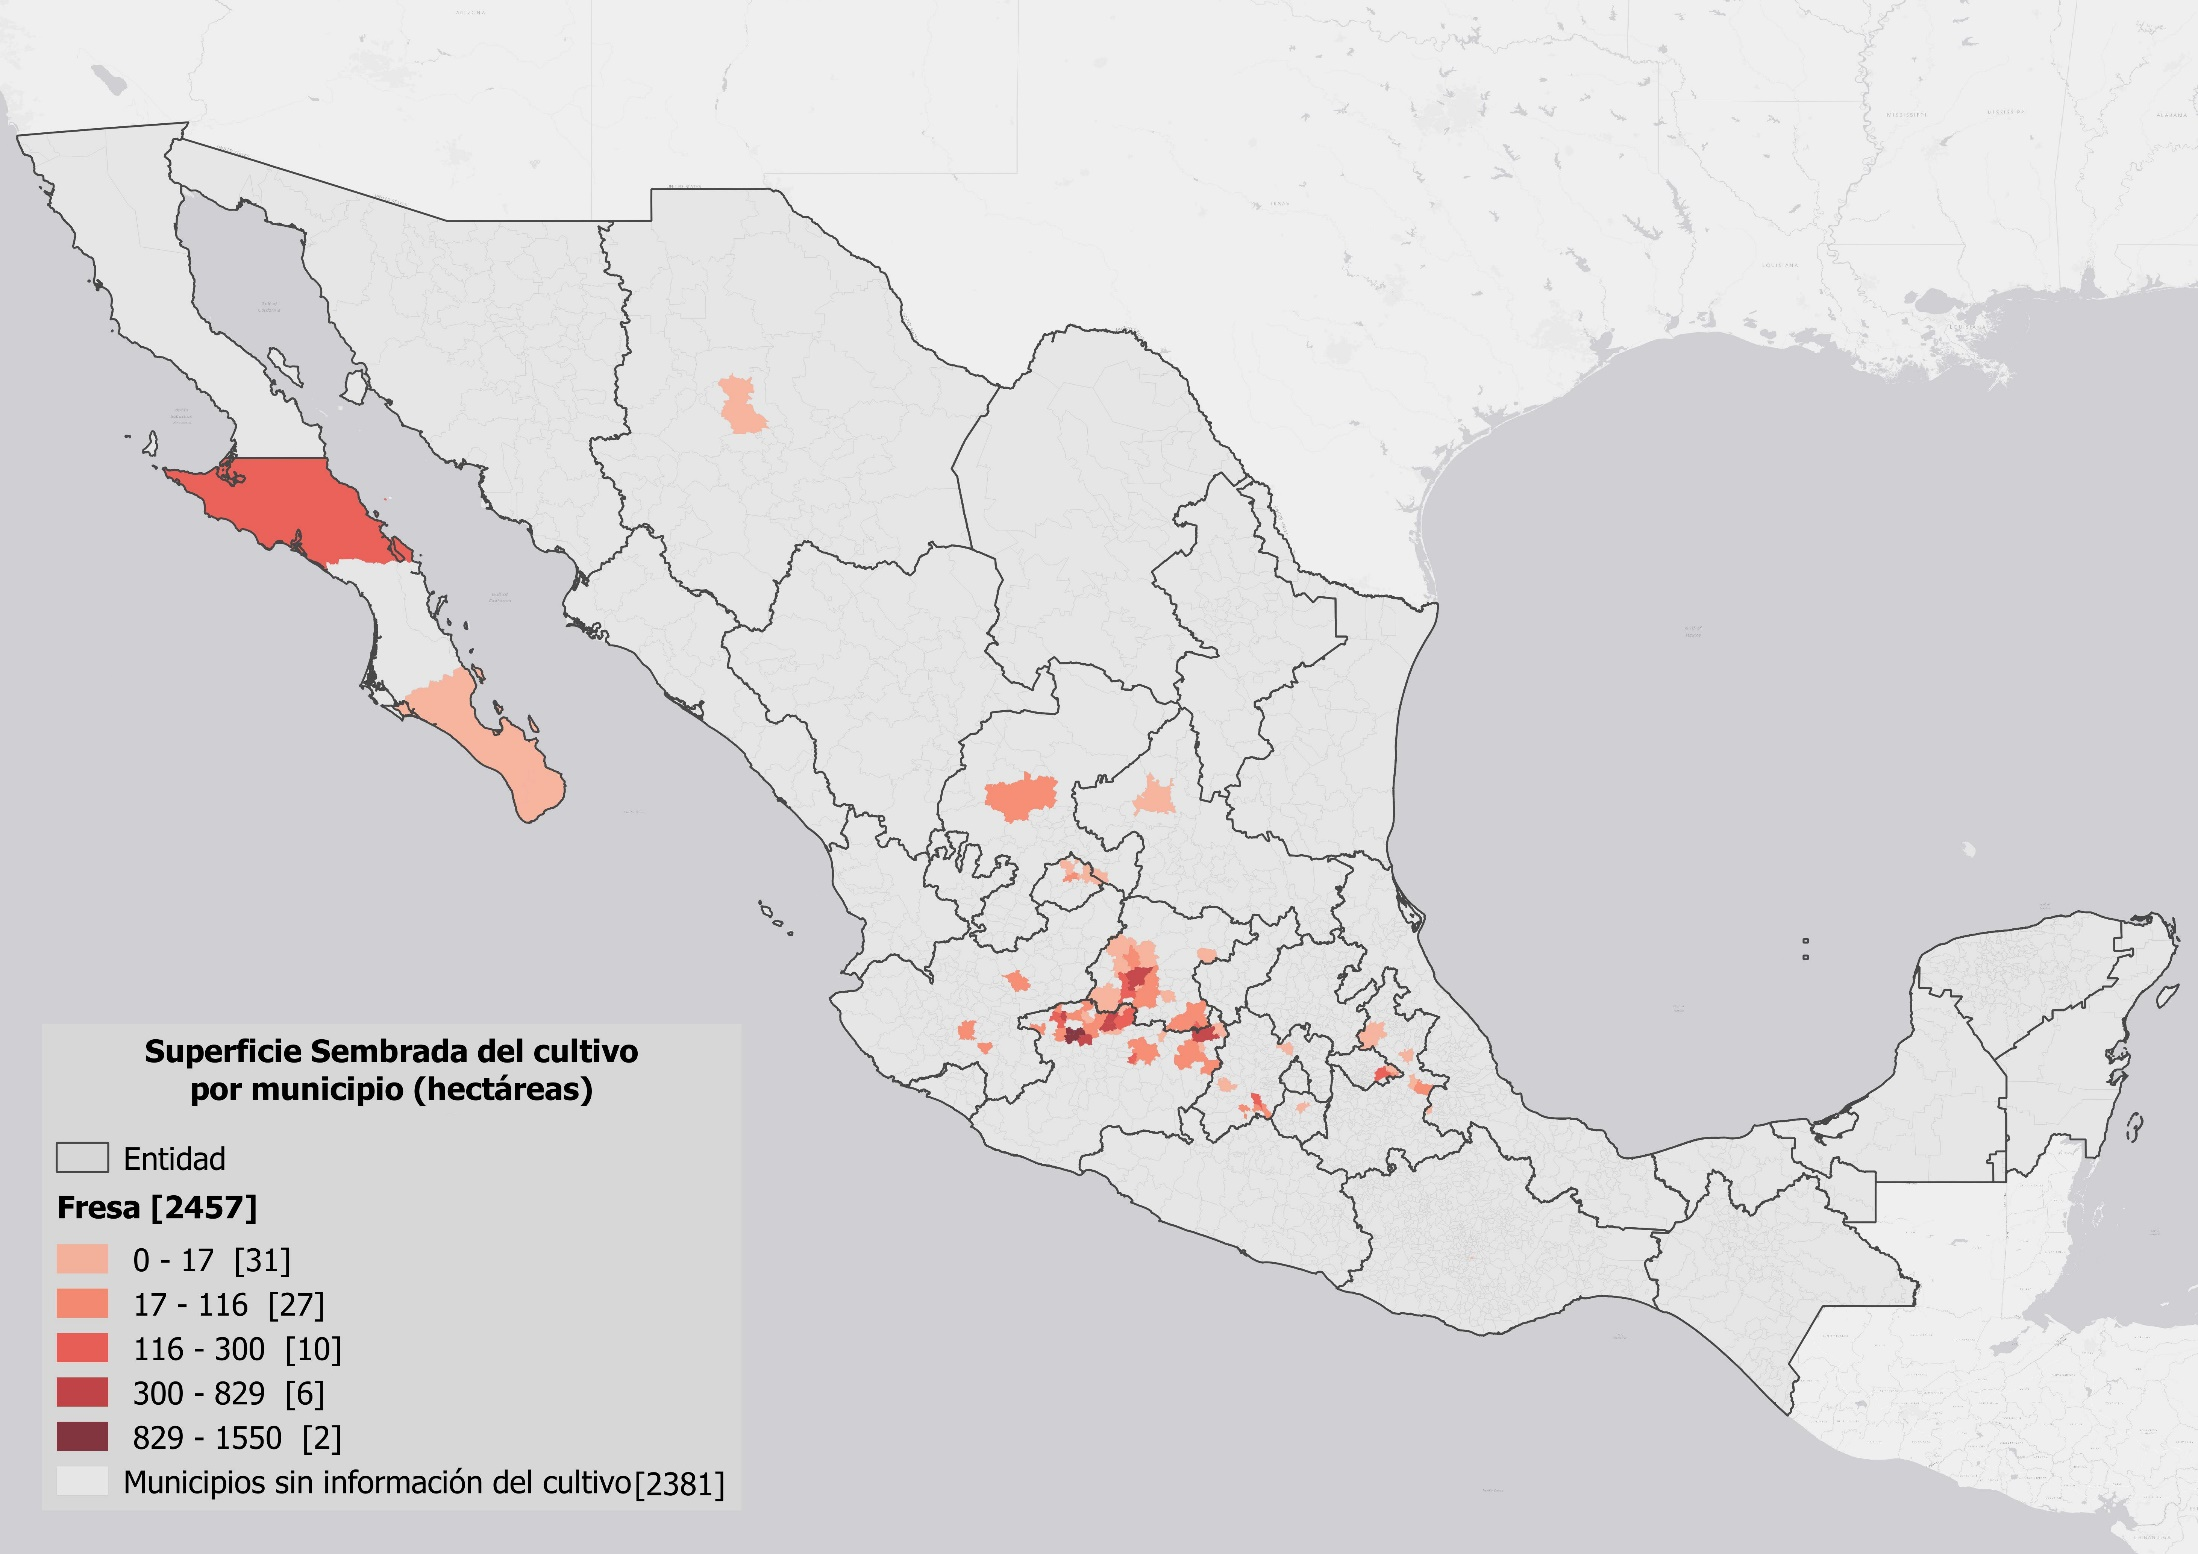 Superficie Sembrada del cultivo
por municipio (hectáreas)
Entidad
Fresa [2457]
0 - 17 [31]
17 - 116 [27]
116 - 300 [10]
300 - 829 [6]
829 - 1550 [2]
Municipios sin información del cultivo[2381]